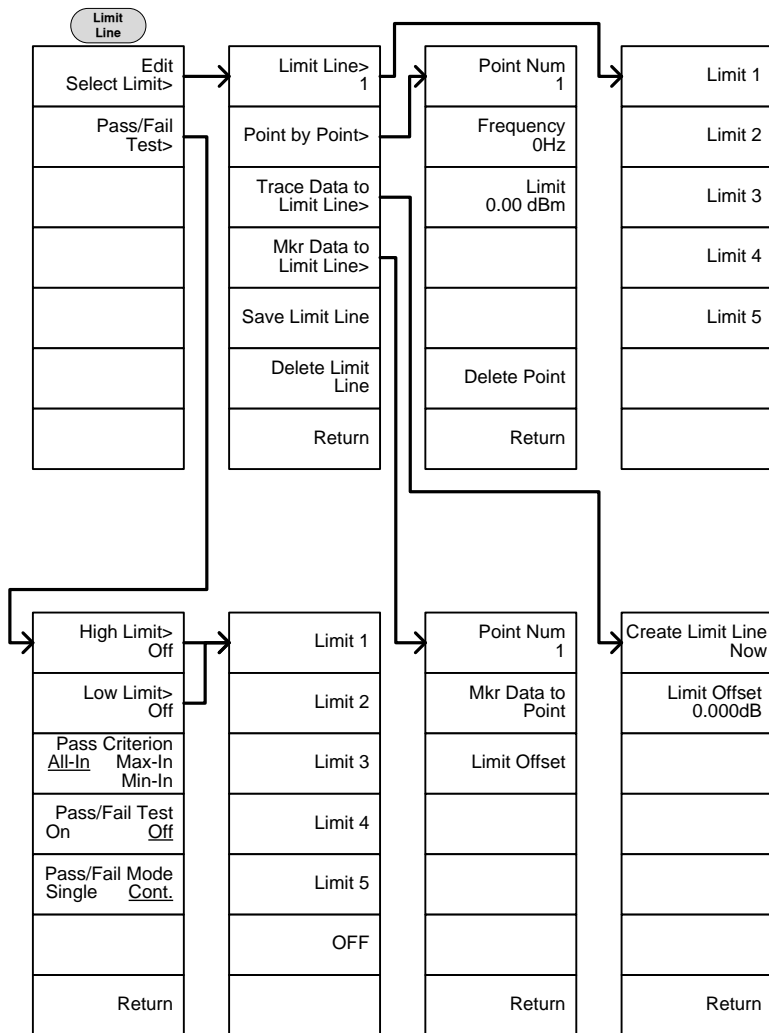 Limit
Line
Edit
Select Limit>
Pass/Fail
Test>
Limit Line>
1
Point by Point>
Trace Data to
Limit Line>
Mkr Data to
Limit Line>
Save Limit Line
Delete Limit
Line
Return
Point Num
1
Frequency
0Hz
Limit
0.00 dBm
Delete Point
Return
Limit 1
Limit 2
Limit 3
Limit 4
Limit 5
High Limit>
Off
Low Limit>
Off
Pass Criterion
All-In Max-In
Min-In
Pass/Fail Test
On Off
Pass/Fail Mode
Single Cont.
Return
Limit 1
Limit 2
Limit 3
Limit 4
Limit 5
OFF
Point Num
1
Mkr Data to
Point
Limit Offset
Return
Create Limit Line
Now
Limit Offset
0.000dB
Return